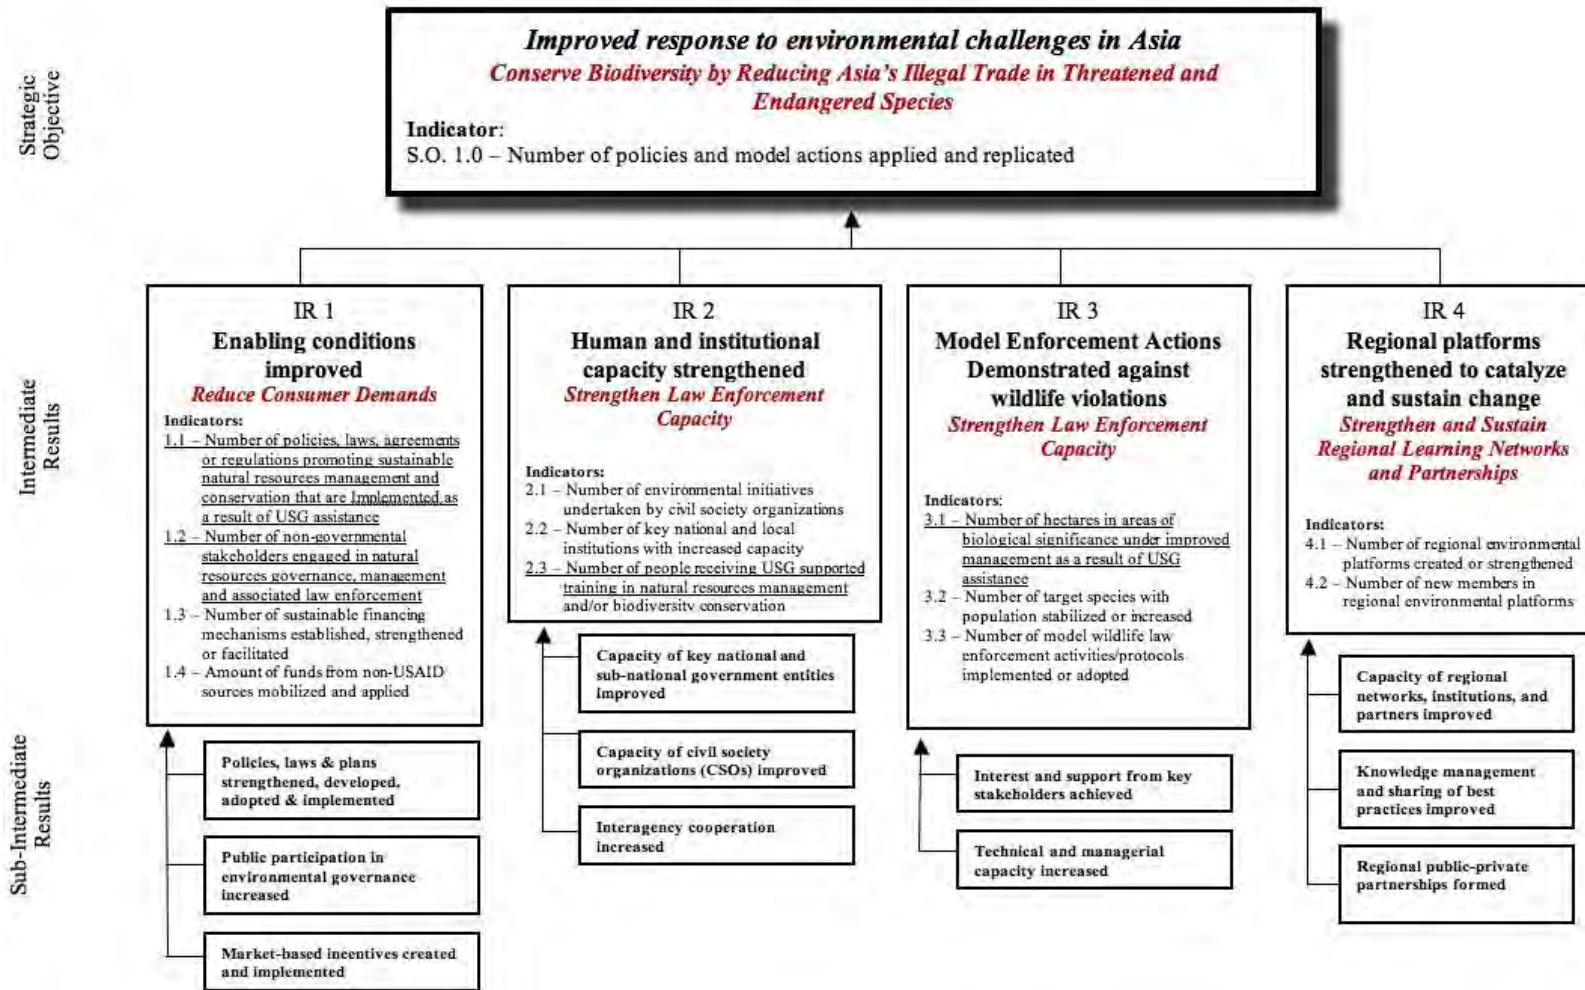 Strategic
Objective
Improved response to environmental challenges in Asia
Conserve Biodiversity by Reducing Asia's Illegal Trade in Threatened and
Endangered Species
Indicator:
S.O. 1.0 – Number of policies and model actions applied and replicated
Intermediate
Results
IR 1
Enabling conditions
improved
Reduce Consumer Demands
Indicators:
1.1 – Number of policies, laws, agreements
or regulations promoting sustainable
natural resources management and
conservation that are Implemented as
a result of USG assistance
1.2 – Number of non-governmental
stakeholders engaged in natural
resources governance, management
and associated law enforcement
1.3 – Number of sustainable financing
mechanisms established, strengthened
or facilitated
1.4 – Amount of funds from non-USAID
sources mobilized and applied
IR 2
Human and institutional
capacity strengthened
Strengthen Law Enforcement
Capacity
Indicators:
2.1 – Number of environmental initiatives
undertaken by civil society organizations
2.2 – Number of key national and local
institutions with increased capacity
2.3 – Number of people receiving USG supported
training in natural resources management
and/or biodiversity conservation
IR 3
Model Enforcement Actions
Demonstrated against
wildlife violations
Strengthen Law Enforcement
Capacity
Indicators:
3.1 – Number of hectares in areas of
biological significance under improved
management as a result of USG
assistance
3.2 – Number of target species with
population stabilized or increased
3.3 – Number of model wildlife law
enforcement activities/protocols
implemented or adopted
IR 4
Regional platforms
strengthened to catalyze
and sustain change
Strengthen and Sustain
Regional Learning Networks
and Partnerships
Indicators:
4.1 – Number of regional environmental
platforms created or strengthened
4.2 – Number of new members in
regional environmental platforms
Sub-Intermediate
Results
Policies, laws & plans
strengthened, developed,
adopted & implemented
Public participation in
environmental governance
increased
Market-based incentives created
and implemented
Capacity of key national and
sub-national government entities
improved
Capacity of civil society
organizations (CSOs) improved
Interagency cooperation
increased
Interest and support from key
stakeholders achieved
Technical and managerial
capacity increased
Capacity of regional
networks, institutions, and
partners improved
Knowledge management
and sharing of best
practices improved
Regional public-private
partnerships formed